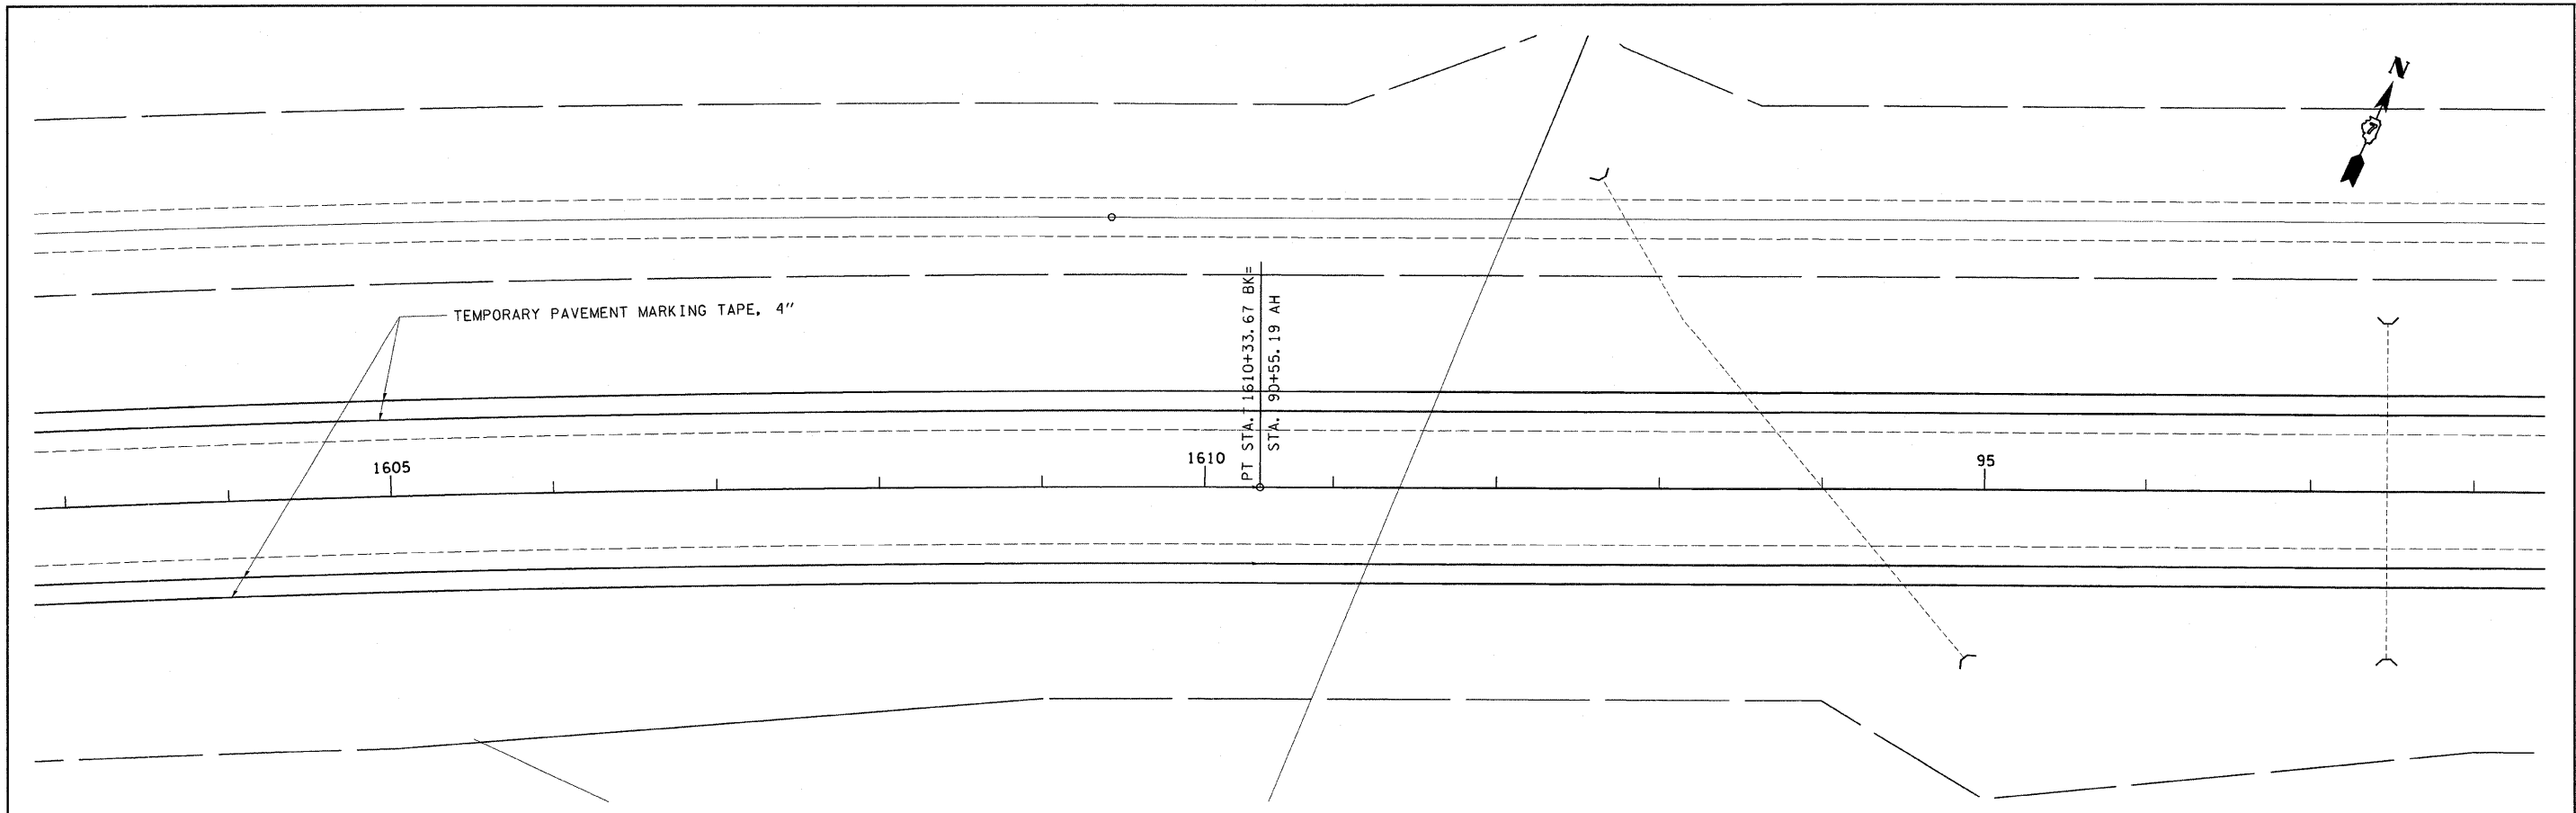 N
7
TEMPORARY PAVEMENT MARKING TAPE, 4"
PT STA. 1610+33.67 BK=
STA. 90+55.19 AH
1605
1610
95